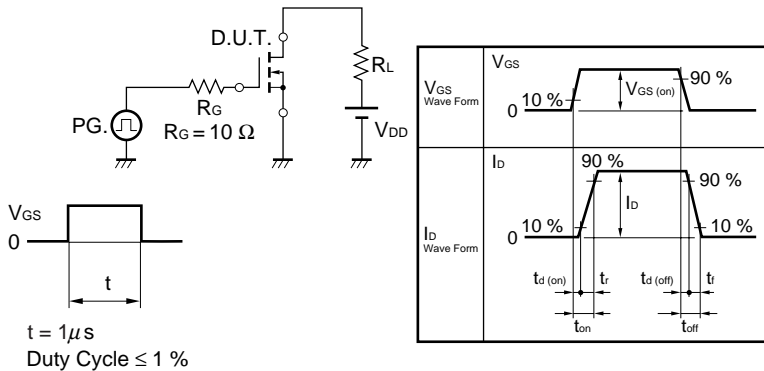 D.U.T.
RL
RG
PG.
RG = 10 Ω
VDD
VGS
0
t
t = 1μs
Duty Cycle ≤ 1 %
VGS
Wave Form
VGS
90 %
VGS (on)
10 %
0
ID
Wave Form
ID
90 %
90 %
ID
10 %
10 %
0
td (on)
tr
td (off)
tf
ton
toff